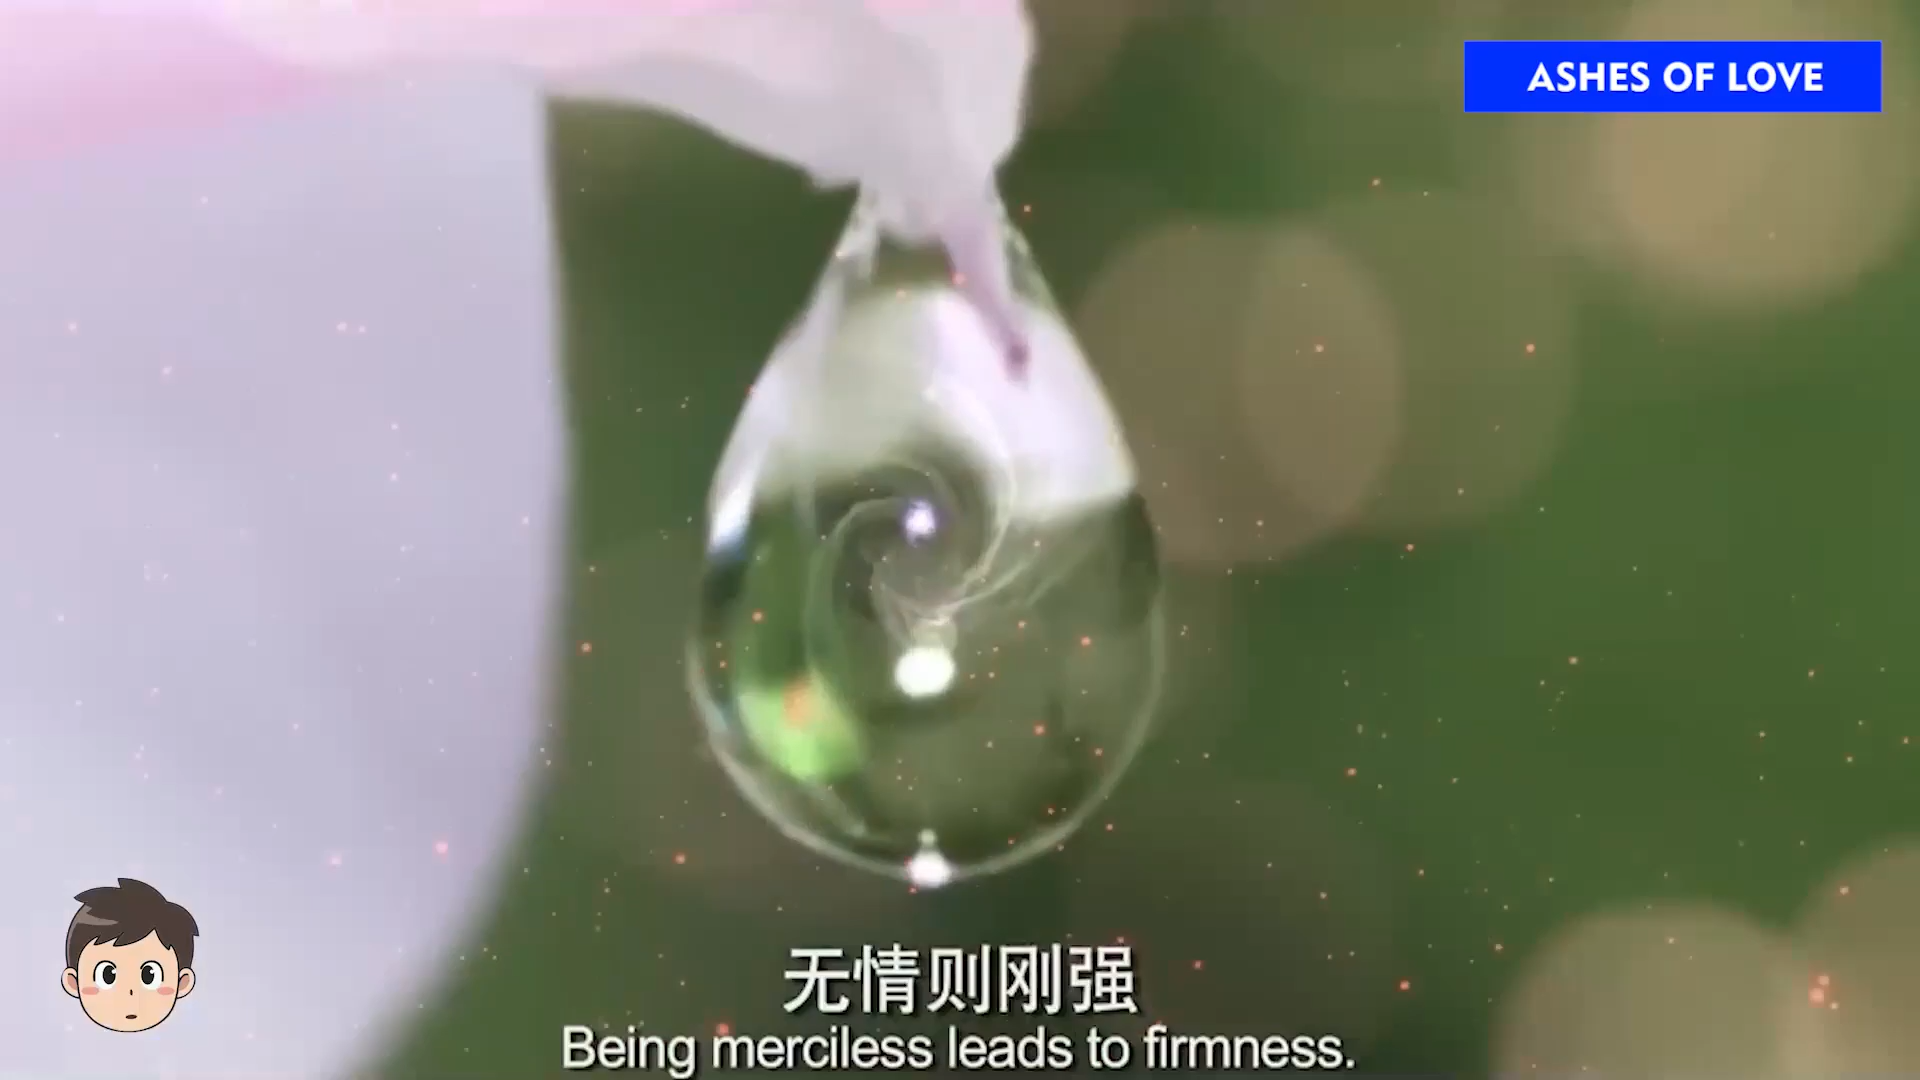 ASHES OF LOVE
无情则刚强
Being merciless leads to firmness.